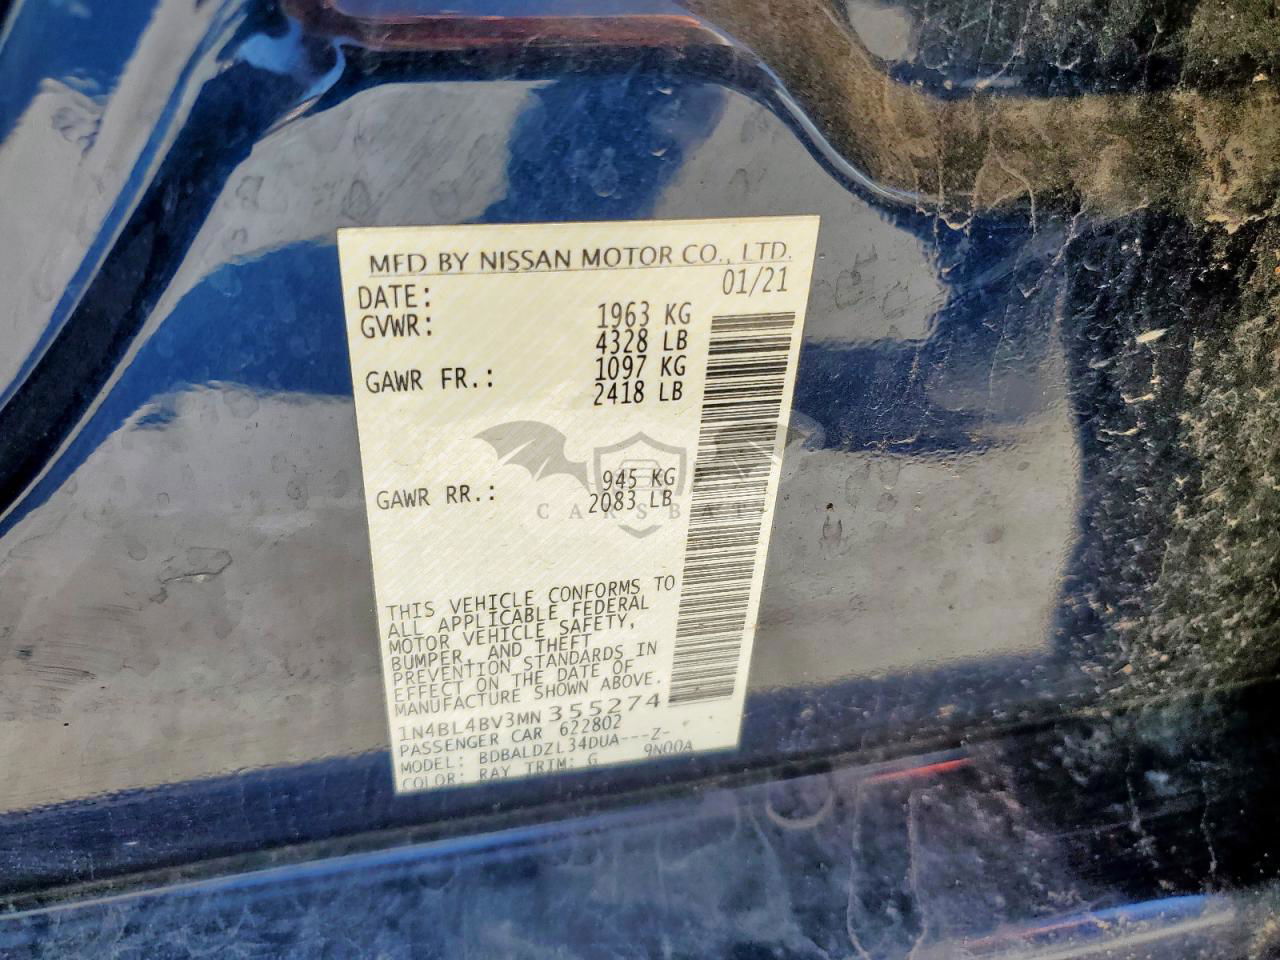 MFD BY NISSAN MOTOR CO., LTD.
DATE: 01/21
GVWR: 1963 KG
4328 LB
GAWR FR.: 1097 KG
2418 LB
GAWR RR.: 945 KG
2083 LB
CARSBAT
THIS VEHICLE CONFORMS TO
ALL APPLICABLE FEDERAL
MOTOR VEHICLE SAFETY,
BUMPER, AND THEFT
PREVENTION STANDARDS IN
EFFECT ON THE DATE OF
MANUFACTURE SHOWN ABOVE.
1N4BL4BV3MN355274
PASSENGER CAR 622802
MODEL: BDBALDZL34DUA---Z-
COLOR: RAY TRIM: G 9N00A